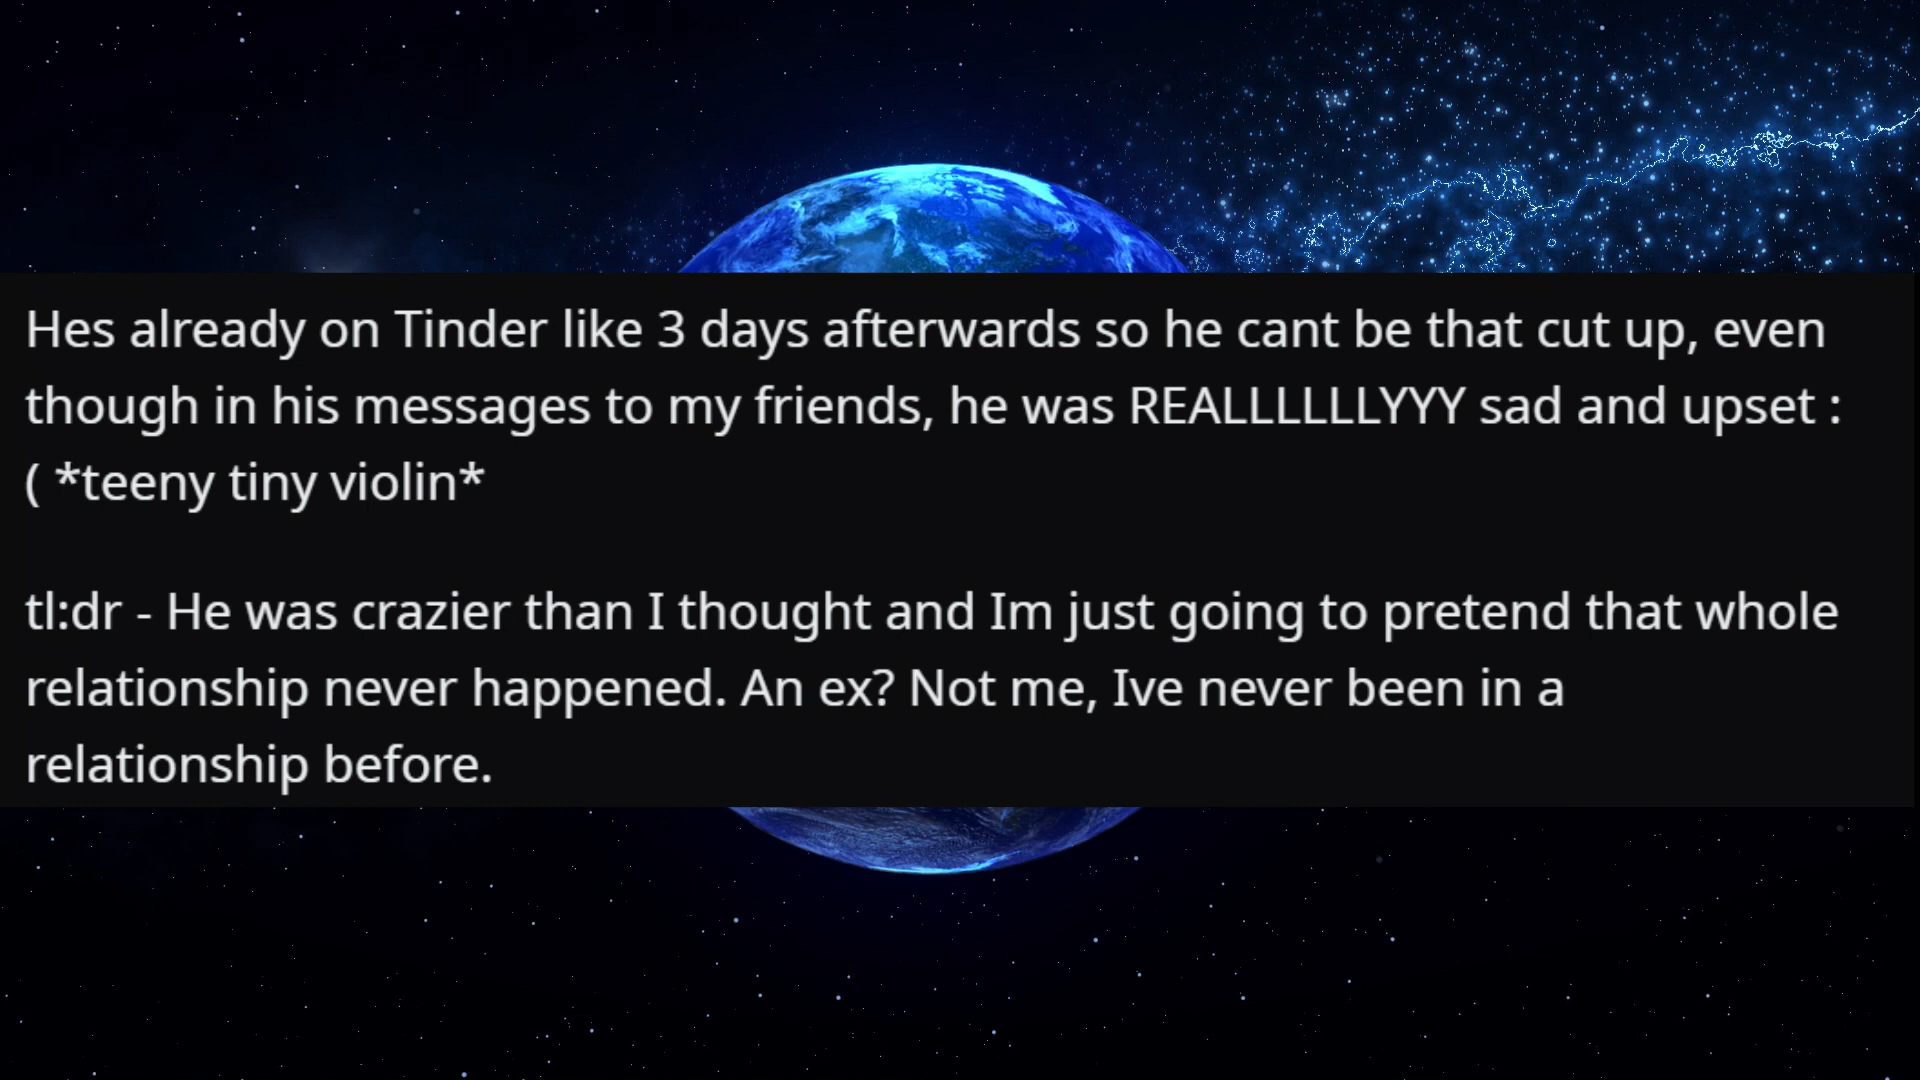 Hes already on Tinder like 3 days afterwards so he cant be that cut up, even
though in his messages to my friends, he was REALLLLLLYYY sad and upset :
( *teeny tiny violin*
tl:dr - He was crazier than I thought and Im just going to pretend that whole
relationship never happened. An ex? Not me, Ive never been in a
relationship before.